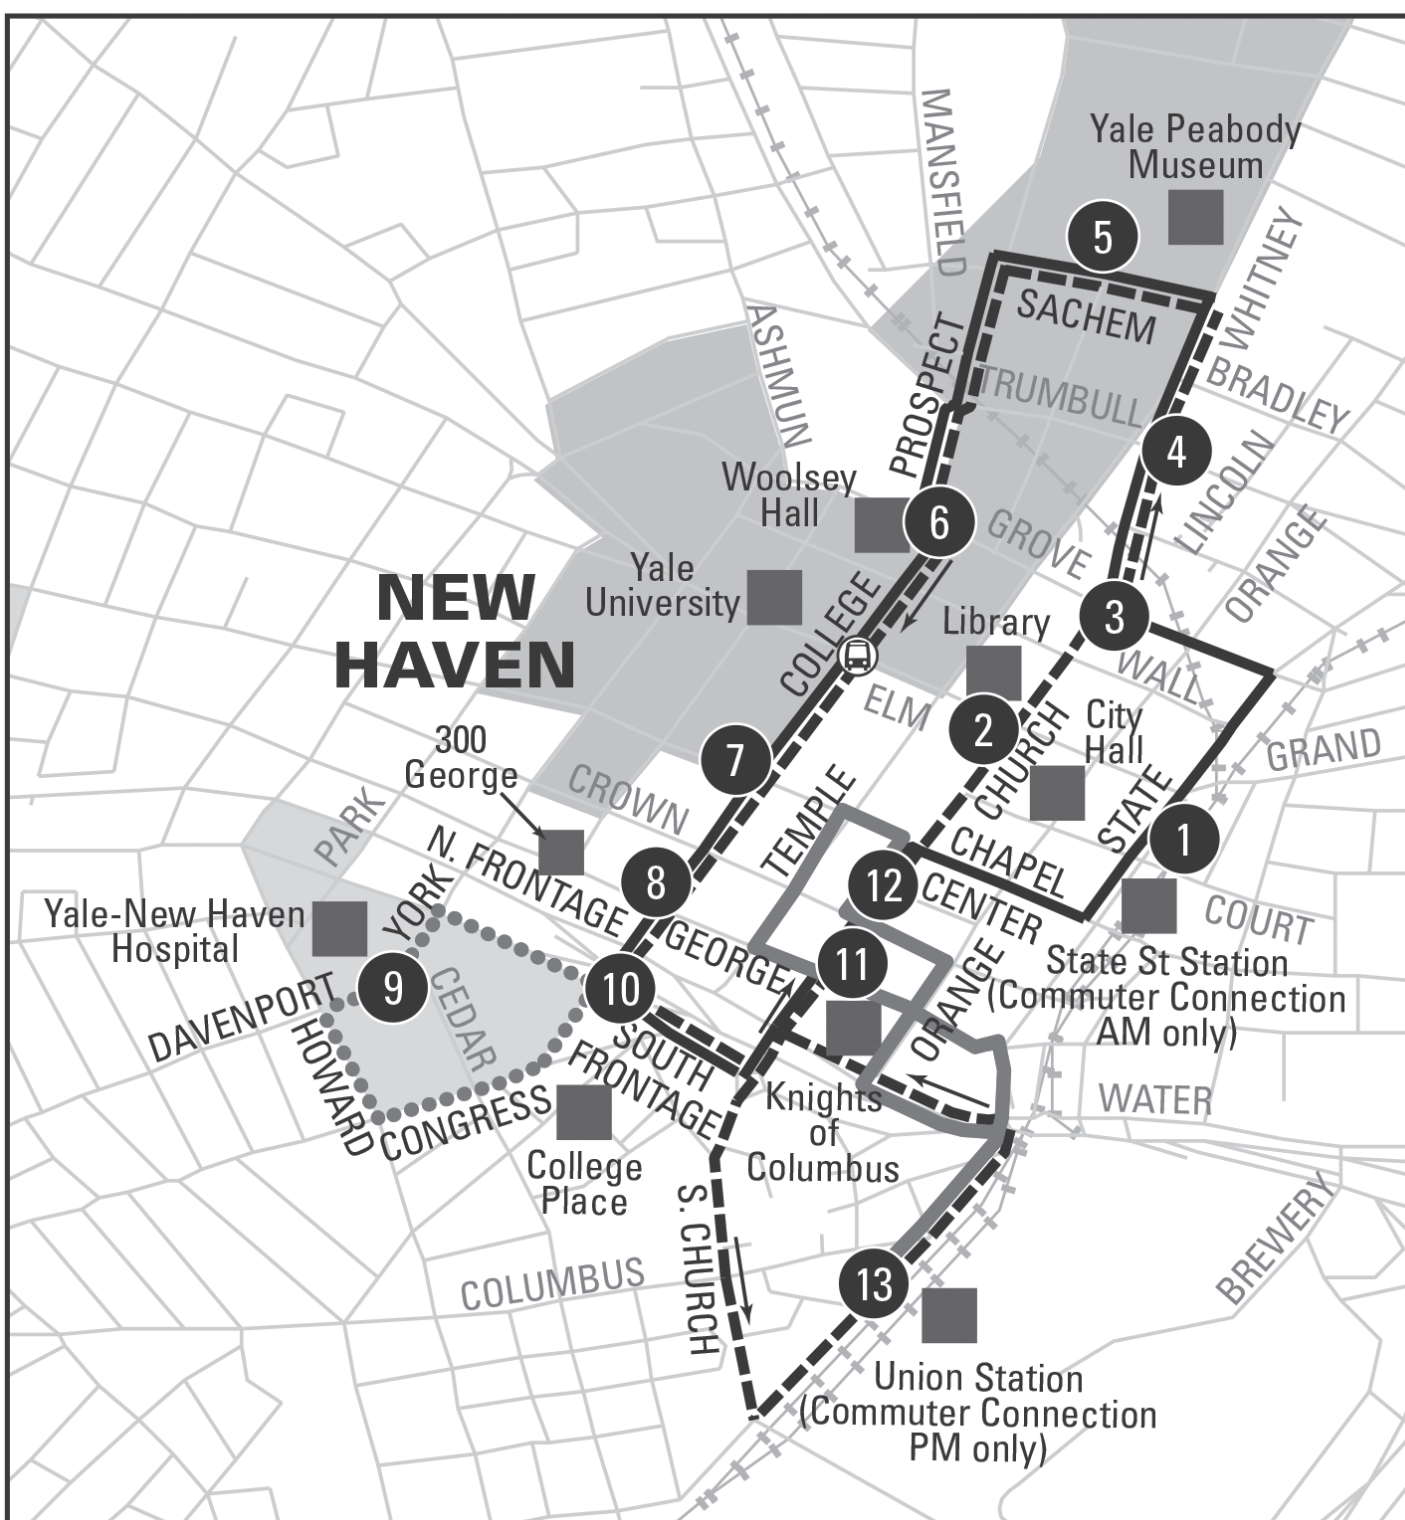 MANSFIELD
Yale Peabody
Museum
5
WHITNEY
SACHEM
ASHMUN
PROSPECT
TRUMBULL
BRADLEY
4
LINCOLN
Woolsey
Hall
6
GROVE
ORANGE
Yale
University
NEW
HAVEN
COLLEGE
Library
3
WALL
ELM
2
CHURCH
City
Hall
GRAND
300
George
7
CROWN
TEMPLE
STATE
1
PARK
N. FRONTAGE
8
CHAPEL
12
CENTER
COURT
Yale-New Haven
Hospital
YORK
GEORGE
11
ORANGE
State St Station
(Commuter Connection
AM only)
9
CEDAR
10
DAVENPORT
HOWARD
SOUTH
FRONTAGE
CONGRESS
WATER
Knights
of
Columbus
College
Place
S. CHURCH
BREWERY
COLUMBUS
13
Union Station
(Commuter Connection
PM only)